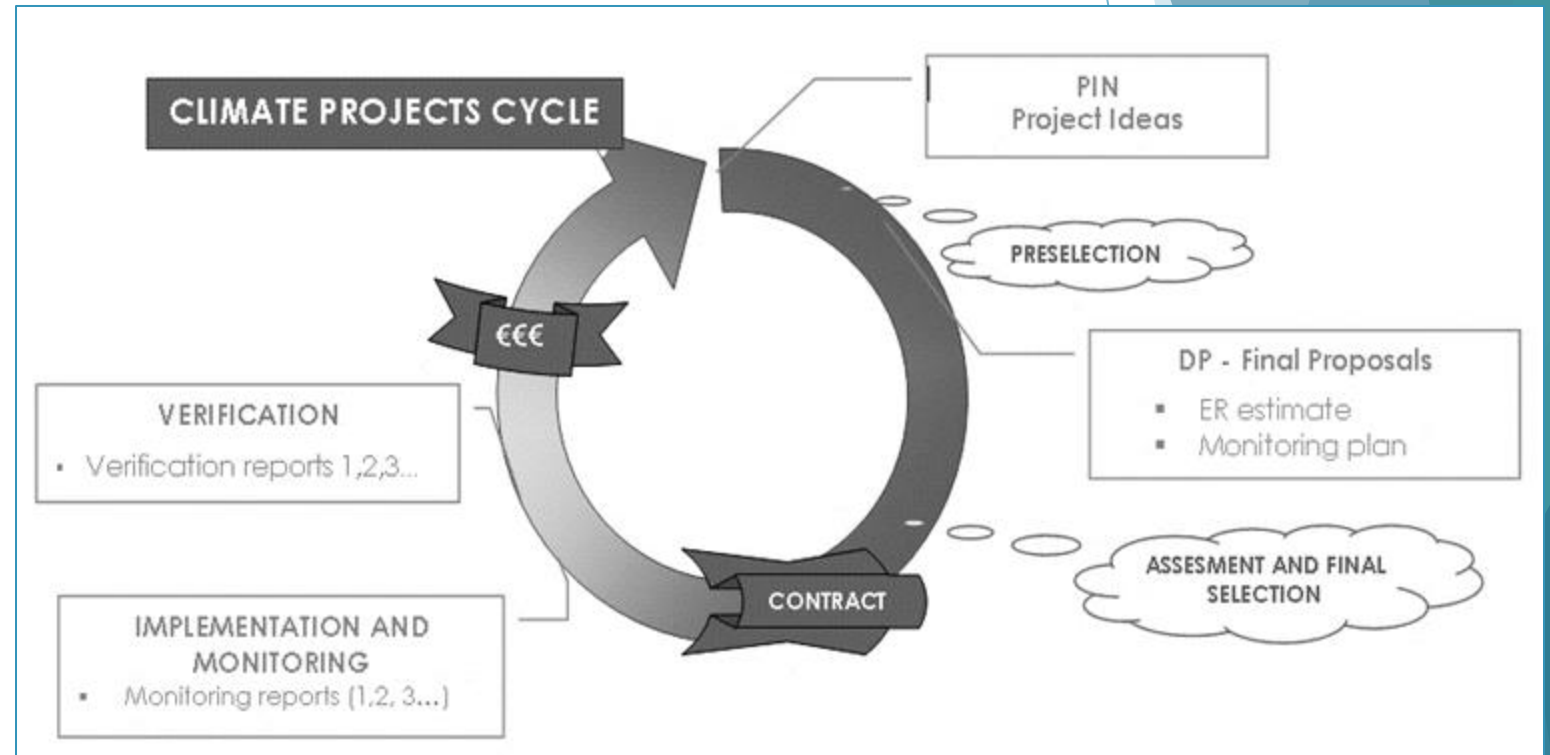 CLIMATE PROJECTS CYCLE
PIN
Project Ideas
PRESELECTION
DP - Final Proposals
▪ ER estimate
▪ Monitoring plan
ASSESMENT AND FINAL
SELECTION
CONTRACT
IMPLEMENTATION AND
MONITORING
▪ Monitoring reports (1,2, 3...)
VERIFICATION
▪ Verification reports 1,2,3...
€€€